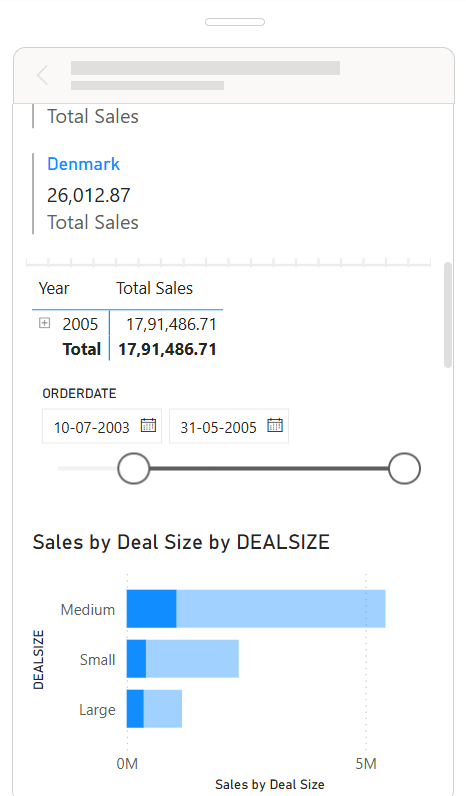 Total Sales
Denmark
26,012.87
Total Sales
Year Total Sales
2005 17,91,486.71
Total 17,91,486.71
ORDERDATE
10-07-2003 31-05-2005
Sales by Deal Size by DEALSIZE
DEALSIZE
Medium
Small
Large
0M 5M
Sales by Deal Size